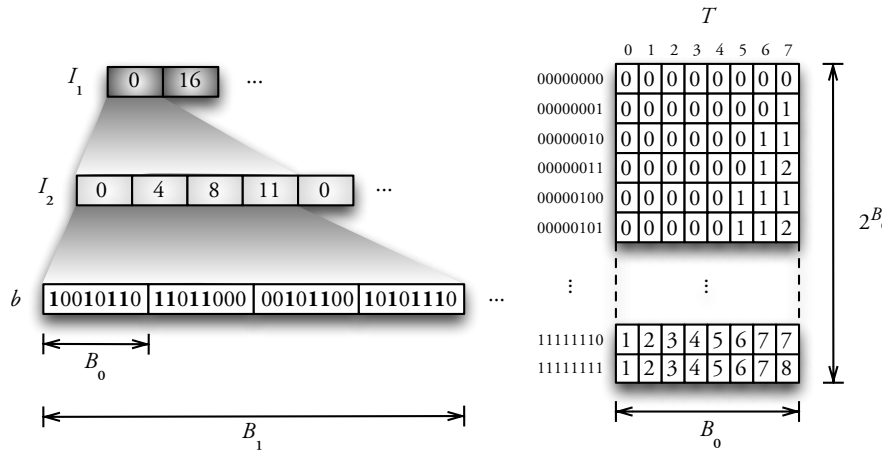 I1 0 16 ...
I2 0 4 8 11 0 ...
b 10010110 11011000 00101100 10101110 ...
B0
B1
T
0 1 2 3 4 5 6 7
00000000 0 0 0 0 0 0 0 0
00000001 0 0 0 0 0 0 0 1
00000010 0 0 0 0 0 0 1 1
00000011 0 0 0 0 0 0 1 2
00000100 0 0 0 0 0 1 1 1
00000101 0 0 0 0 0 1 1 2
⋮ ⋮
11111110 1 2 3 4 5 6 7 7
11111111 1 2 3 4 5 6 7 8
B0
2B